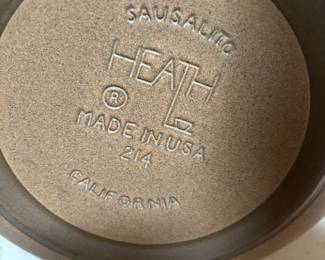 SAUSALITO
HEATH
®
MADE IN USA
214
CALIFORNIA